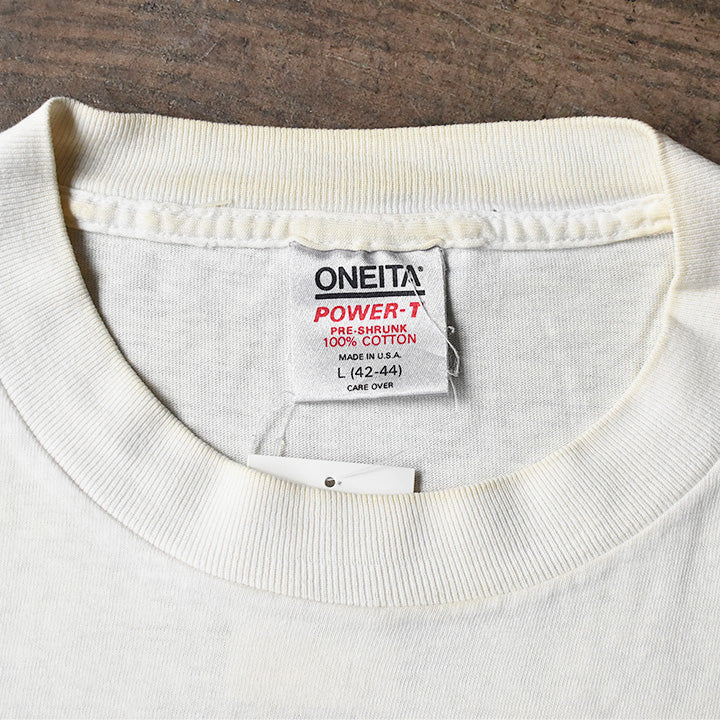 ONEITA®
POWER-T
PRE-SHRUNK
100% COTTON
MADE IN U.S.A.
L (42-44)
CARE OVER